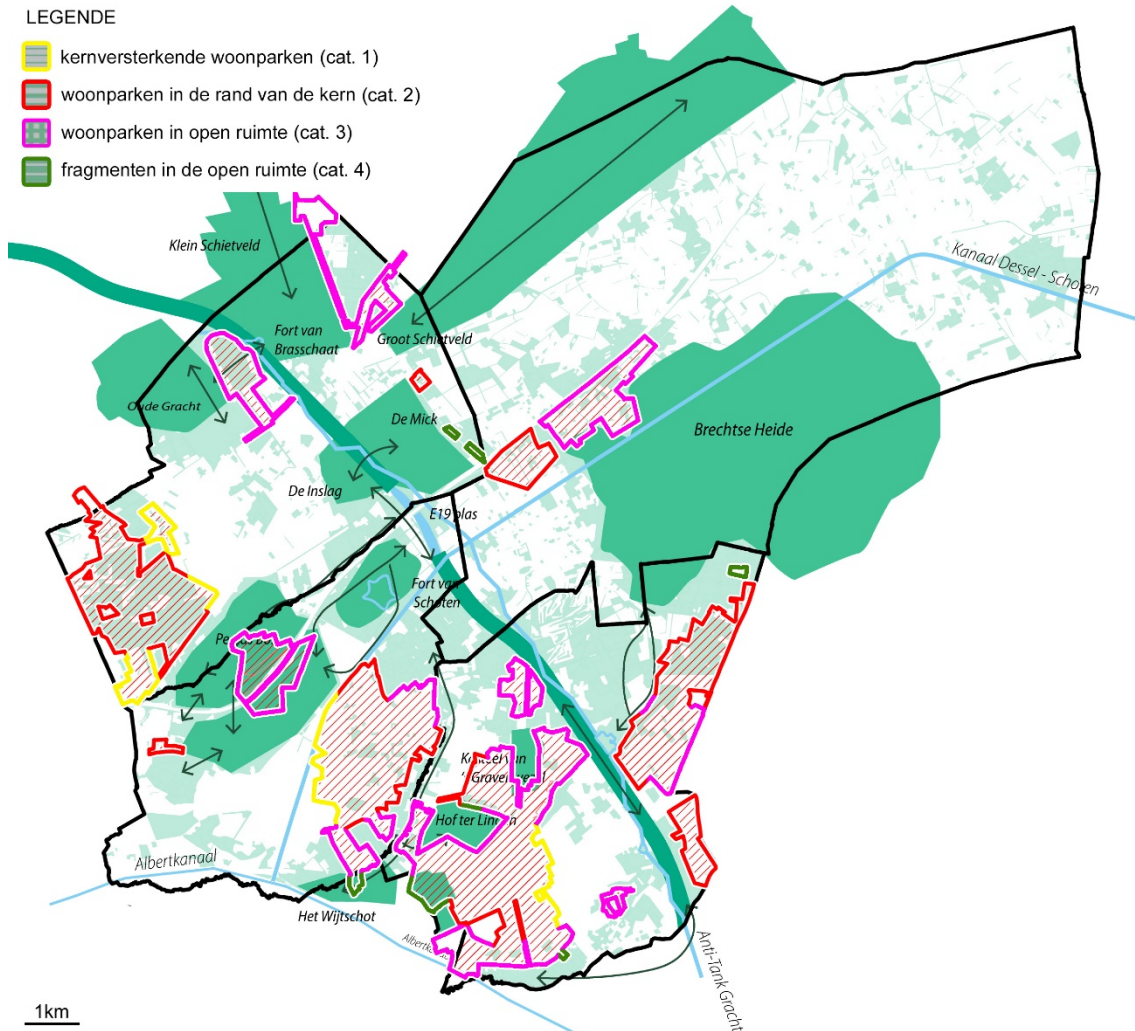 LEGENDE
kernversterkende woonparken (cat. 1)
woonparken in de rand van de kern (cat. 2)
woonparken in open ruimte (cat. 3)
fragmenten in de open ruimte (cat. 4)
Klein Schietveld
Kanaal Dessel - Schoten
Fort van
Brasschaat
Groot Schietveld
Oude Gracht
De Mick
Brechtse Heide
De Inslag
E19 plas
Fort van
Schoten
Hof ter Linden
Albertkanaal
Het Wijtschot
Anti-Tank Gracht
1km